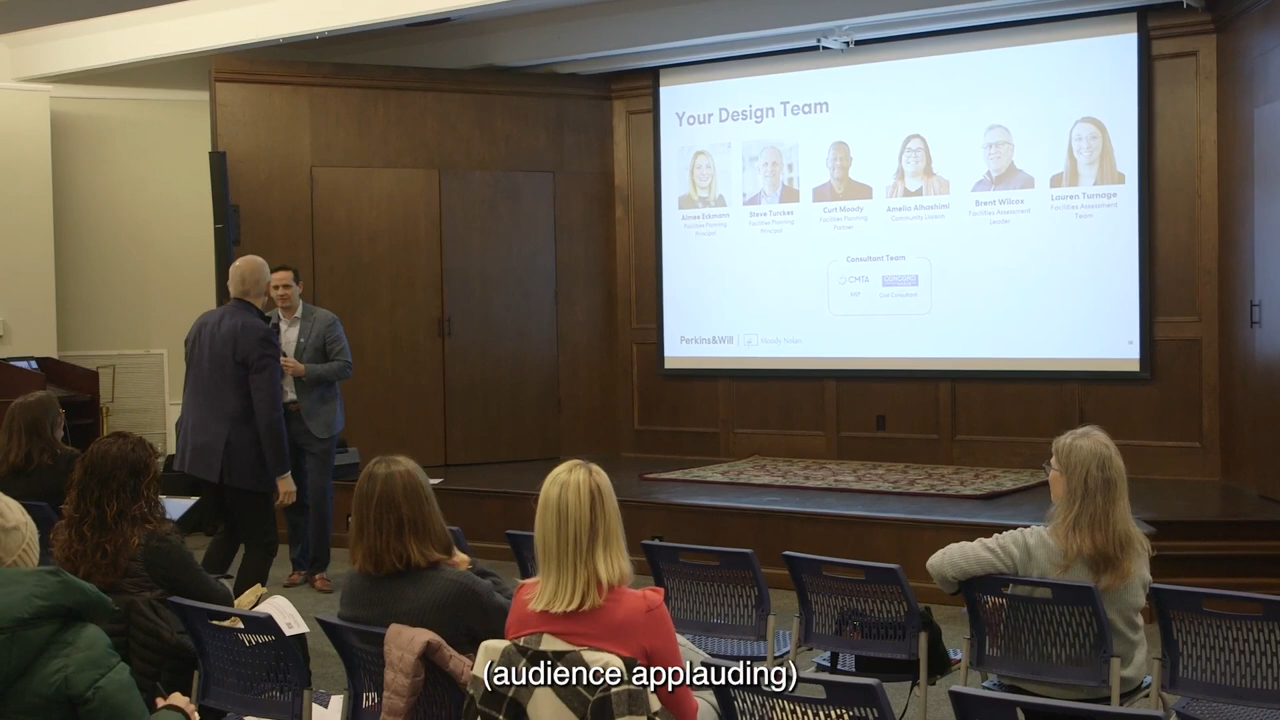 Your Design Team
Aimee Eckmann
Facilities Planning
Principal
Steve Turckes
Facilities Planning
Principal
Curt Moody
Facilities Planning
Partner
Amelia Alhashimi
Community Liaison
Brent Wilcox
Facilities Assessment
Leader
Lauren Turnage
Facilities Assessment
Team
Consultant Team
CMTA
MEP
Civil Consultant
Perkins&Will
Moody Nolan
(audience applauding)